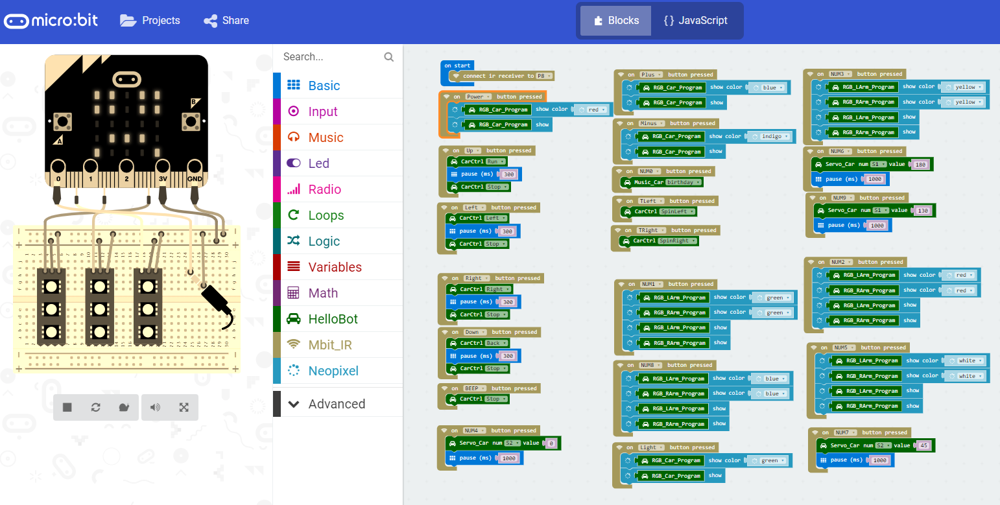 micro:bit
Projects
Share
Blocks
{} JavaScript
A
B
0
1
2
3V
GND
Search...
Basic
Input
Music
Led
Radio
Loops
Logic
Variables
Math
HelloBot
Mbit_IR
Neopixel
Advanced
on start
connect ir receiver to P8
on Power button pressed
RGB_Car_Program show color red
RGB_Car_Program show
on Up button pressed
CarCtrl Run
pause (ms) 300
CarCtrl Stop
on Left button pressed
CarCtrl Left
pause (ms) 300
CarCtrl Stop
on Right button pressed
CarCtrl Right
pause (ms) 300
CarCtrl Stop
on Down button pressed
CarCtrl Back
pause (ms) 300
CarCtrl Stop
on BEEP button pressed
CarCtrl Stop
on NUM4 button pressed
Servo_Car num S2 value 0
pause (ms) 1000
on Plus button pressed
RGB_Car_Program show color blue
RGB_Car_Program show
on Minus button pressed
RGB_Car_Program show color indigo
RGB_Car_Program show
on NUM0 button pressed
Music_Car birthday
on TLeft button pressed
CarCtrl SpinLeft
on TRight button pressed
CarCtrl SpinRight
on NUM1 button pressed
RGB_LArm_Program show color green
RGB_RArm_Program show color green
RGB_LArm_Program show
RGB_RArm_Program show
on NUM8 button pressed
RGB_LArm_Program show color blue
RGB_RArm_Program show color blue
RGB_LArm_Program show
RGB_RArm_Program show
on Light button pressed
RGB_Car_Program show color green
RGB_Car_Program show
on NUM3 button pressed
RGB_LArm_Program show color yellow
RGB_RArm_Program show color yellow
RGB_LArm_Program show
RGB_RArm_Program show
on NUM6 button pressed
Servo_Car num S1 value 180
pause (ms) 1000
on NUM9 button pressed
Servo_Car num S1 value 130
pause (ms) 1000
on NUM2 button pressed
RGB_LArm_Program show color red
RGB_RArm_Program show color red
RGB_LArm_Program show
RGB_RArm_Program show
on NUM5 button pressed
RGB_LArm_Program show color white
RGB_RArm_Program show color white
RGB_LArm_Program show
RGB_RArm_Program show
on NUM7 button pressed
Servo_Car num S2 value 45
pause (ms) 1000